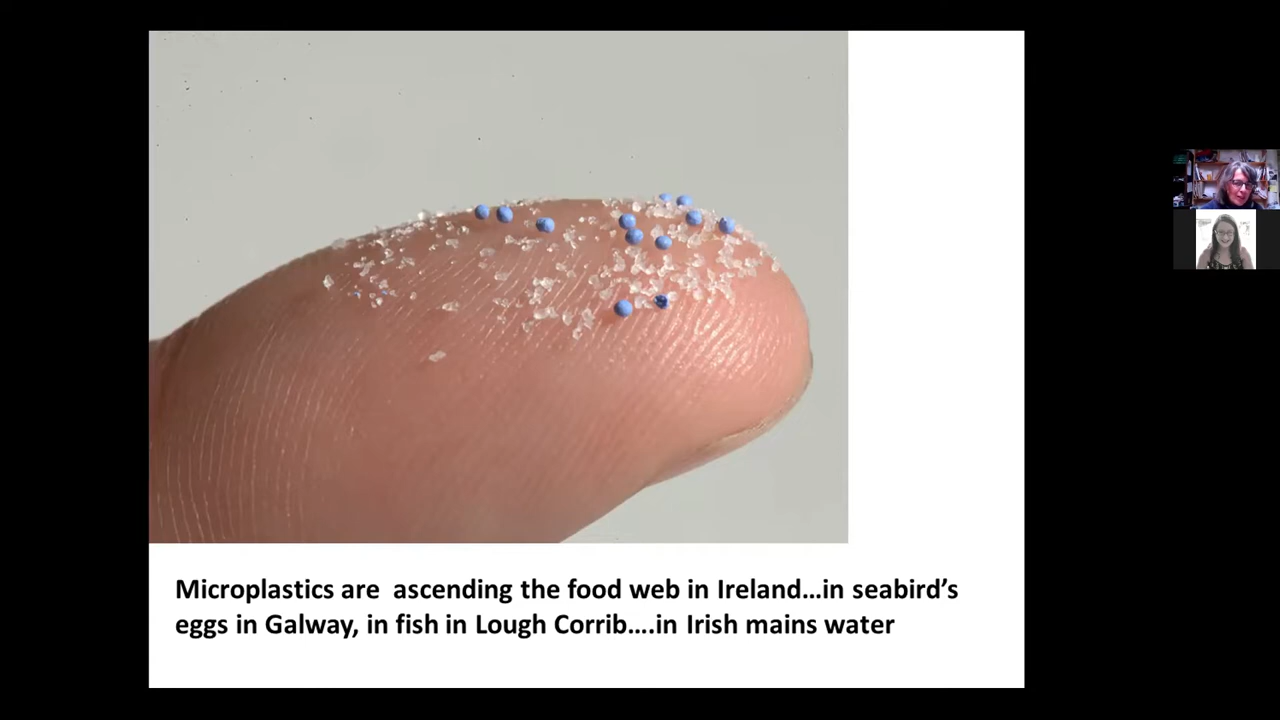 Microplastics are  ascending the food web in Ireland…in seabird’s
eggs in Galway, in fish in Lough Corrib….in Irish mains water